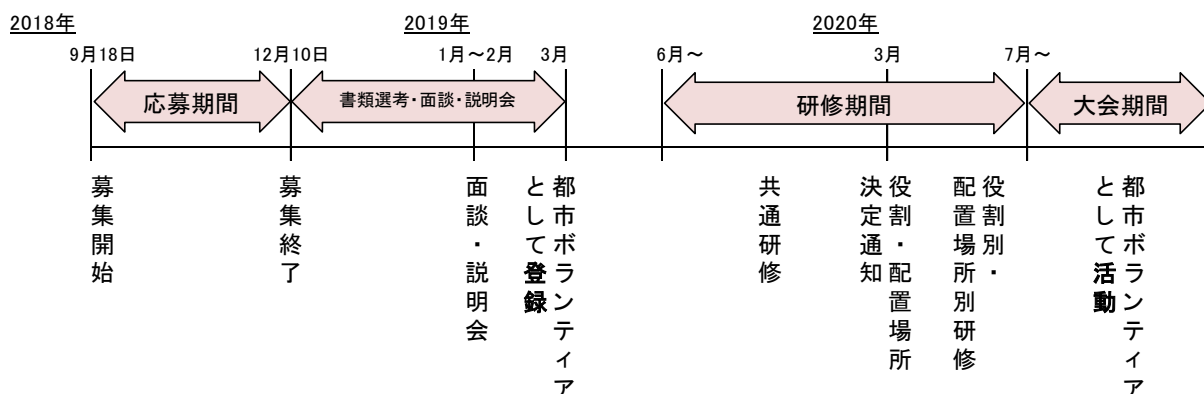 2018年
2019年
2020年
9月18日
12月10日
1月～2月
3月
6月～
3月
7月～
応募期間
書類選考・面談・説明会
研修期間
大会期間
募集開始
募集終了
面談・説明会
都市ボランティア
として登録
共通研修
役割・配置場所
決定通知
役割別・
配置場所別研修
都市ボランティア
として活動